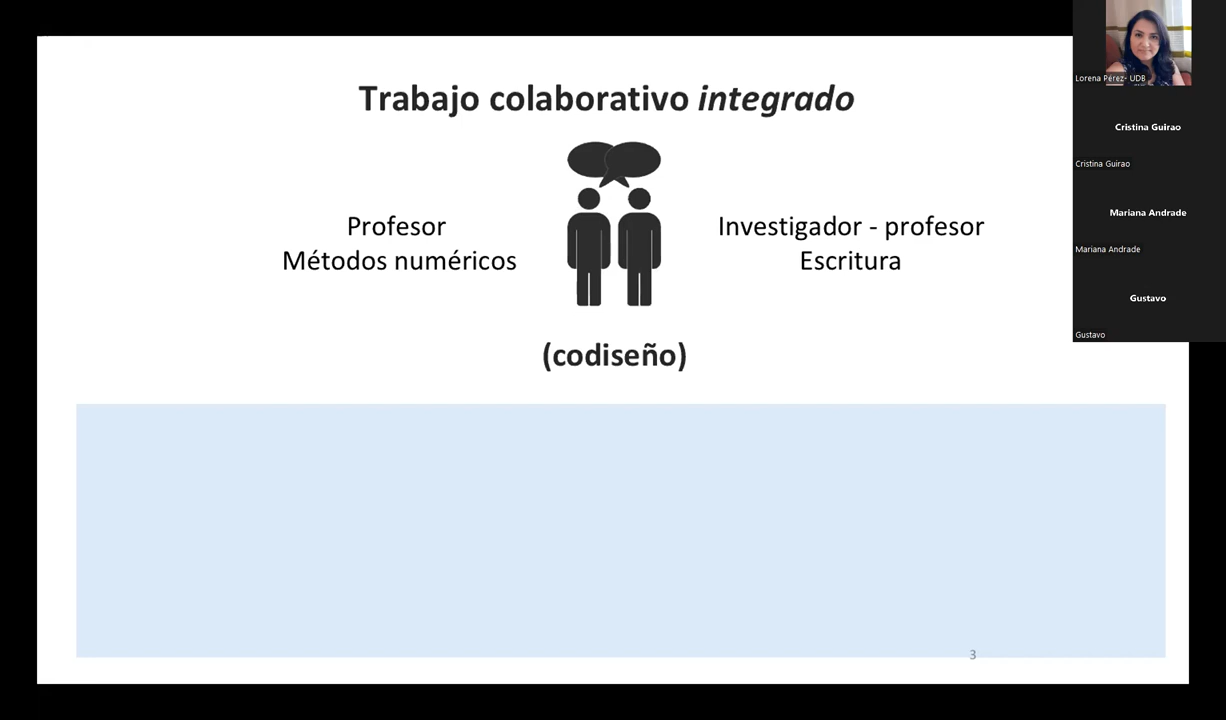 Trabajo colaborativo integrado
Profesor
Métodos numéricos
Investigador - profesor
Escritura
(codiseño)
3
Lorena Pérez- UDB
Cristina Guirao
Cristina Guirao
Mariana Andrade
Mariana Andrade
Gustavo
Gustavo